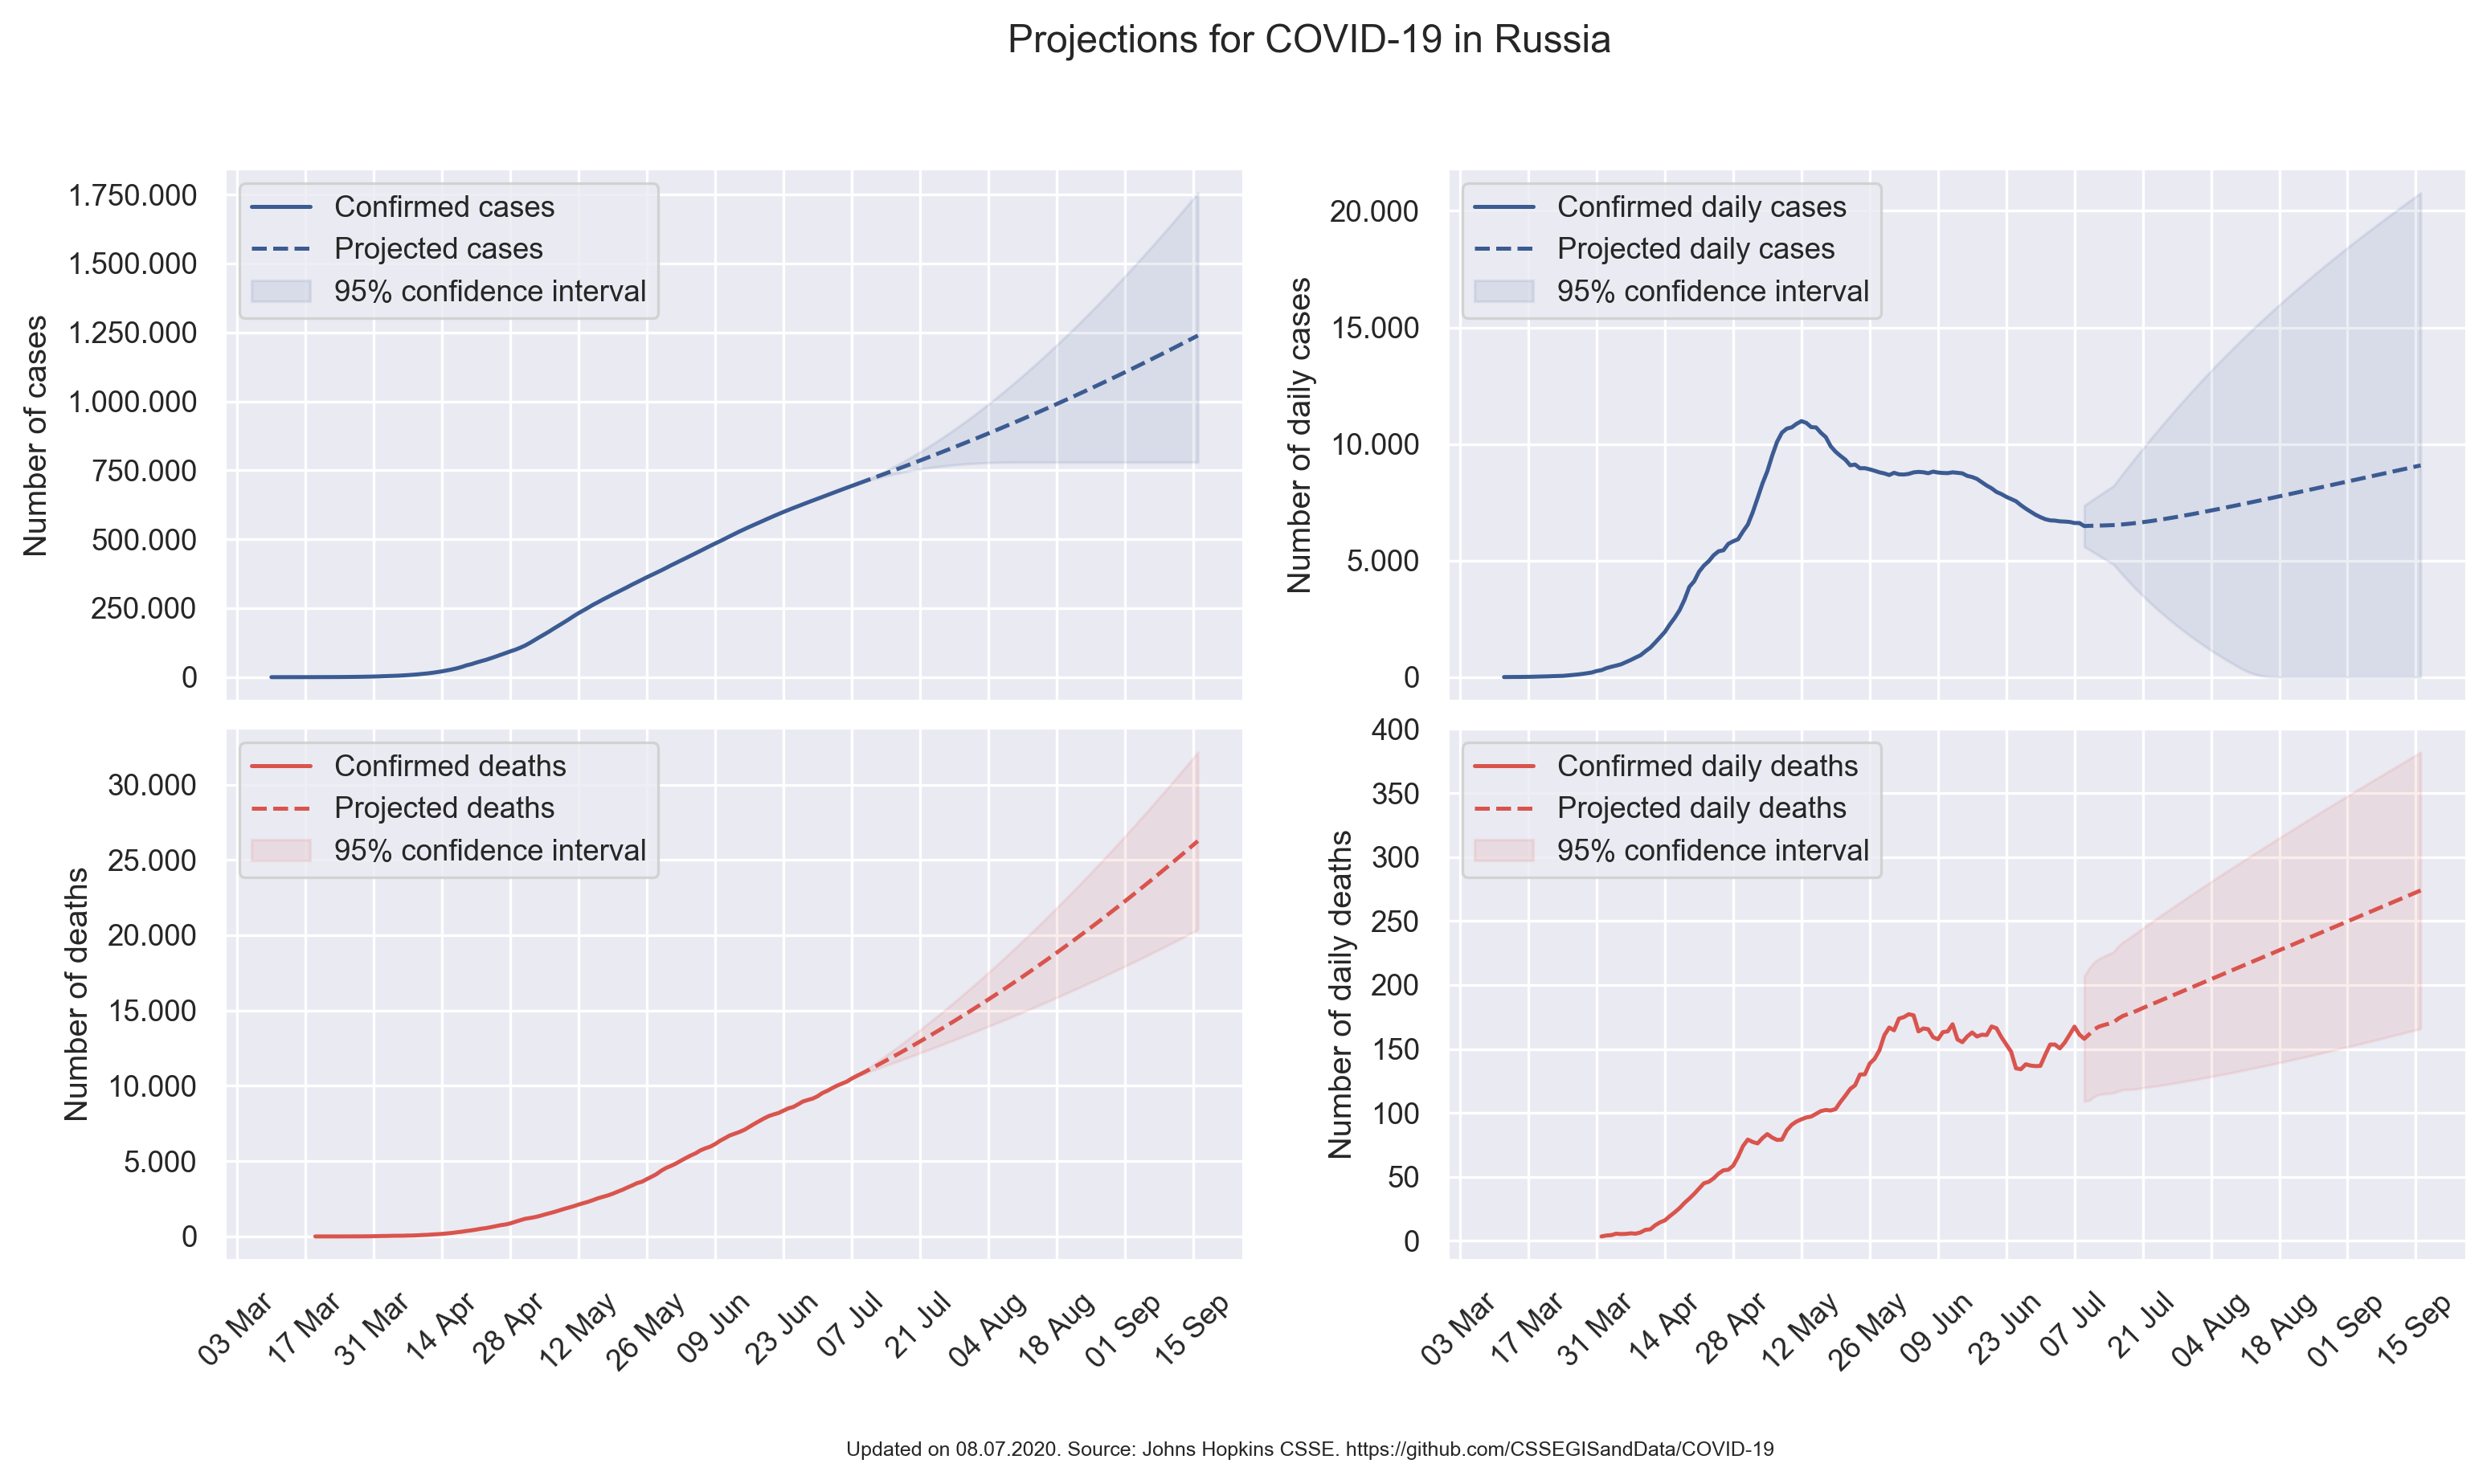 Projections for COVID-19 in Russia
Number of cases
1.750.000
1.500.000
1.250.000
1.000.000
750.000
500.000
250.000
0
Confirmed cases
Projected cases
95% confidence interval
Number of daily cases
20.000
15.000
10.000
5.000
0
Confirmed daily cases
Projected daily cases
95% confidence interval
Number of deaths
30.000
25.000
20.000
15.000
10.000
5.000
0
Confirmed deaths
Projected deaths
95% confidence interval
03 Mar
17 Mar
31 Mar
14 Apr
28 Apr
12 May
26 May
09 Jun
23 Jun
07 Jul
21 Jul
04 Aug
18 Aug
01 Sep
15 Sep
Number of daily deaths
400
350
300
250
200
150
100
50
0
Confirmed daily deaths
Projected daily deaths
95% confidence interval
03 Mar
17 Mar
31 Mar
14 Apr
28 Apr
12 May
26 May
09 Jun
23 Jun
07 Jul
21 Jul
04 Aug
18 Aug
01 Sep
15 Sep
Updated on 08.07.2020. Source: Johns Hopkins CSSE. https://github.com/CSSEGISandData/COVID-19